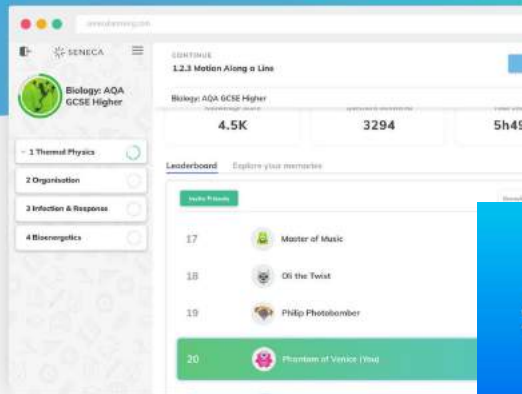 senecalearning.com
SENECA
Biology: AQA
GCSE Higher
1 Thermal Physics
2 Organisation
3 Infection & Response
4 Bioenergetics
CONTINUE
1.2.3 Motion Along a Line
Biology: AQA GCSE Higher
4.5K
3294
5h49
Leaderboard
Explore your memories
Invite Friends
17
Master of Music
18
Oli the Twist
19
Philip Photobomber
20
Phantom of Venice (You)